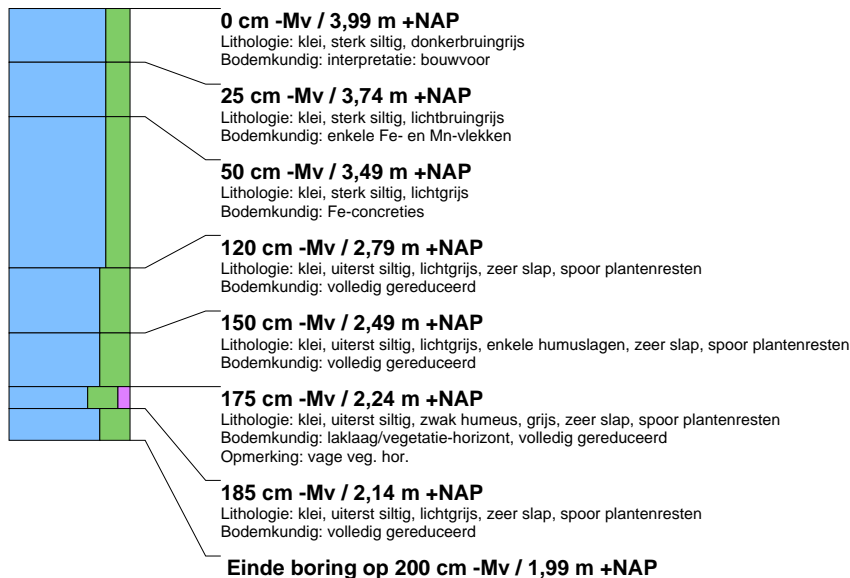 0 cm -Mv / 3,99 m +NAP
Lithologie: klei, sterk siltig, donkerbruingrijs
Bodemkundig: interpretatie: bouwvoor
25 cm -Mv / 3,74 m +NAP
Lithologie: klei, sterk siltig, lichtbruingrijs
Bodemkundig: enkele Fe- en Mn-vlekken
50 cm -Mv / 3,49 m +NAP
Lithologie: klei, sterk siltig, lichtgrijs
Bodemkundig: Fe-concreties
120 cm -Mv / 2,79 m +NAP
Lithologie: klei, uiterst siltig, lichtgrijs, zeer slap, spoor plantenresten
Bodemkundig: volledig gereduceerd
150 cm -Mv / 2,49 m +NAP
Lithologie: klei, uiterst siltig, lichtgrijs, enkele humuslagen, zeer slap, spoor plantenresten
Bodemkundig: volledig gereduceerd
175 cm -Mv / 2,24 m +NAP
Lithologie: klei, uiterst siltig, zwak humeus, grijs, zeer slap, spoor plantenresten
Bodemkundig: laklaag/vegetatie-horizont, volledig gereduceerd
Opmerking: vage veg. hor.
185 cm -Mv / 2,14 m +NAP
Lithologie: klei, uiterst siltig, lichtgrijs, zeer slap, spoor plantenresten
Bodemkundig: volledig gereduceerd
Einde boring op 200 cm -Mv / 1,99 m +NAP